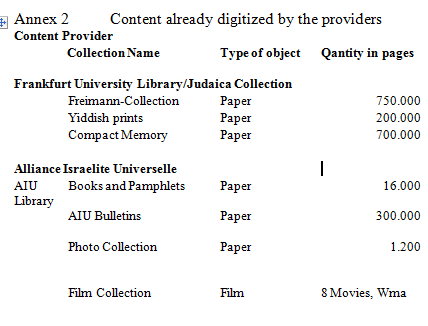 Annex 2 Content already digitized by the providers
Content Provider
Collection Name Type of object Qantity in pages
Frankfurt University Library/Judaica Collection
Freimann-Collection Paper 750.000
Yiddish prints Paper 200.000
Compact Memory Paper 700.000
Alliance Israelite Universelle
AIU Library Books and Pamphlets Paper 16.000
AIU Bulletins Paper 300.000
Photo Collection Paper 1.200
Film Collection Film 8 Movies, Wma